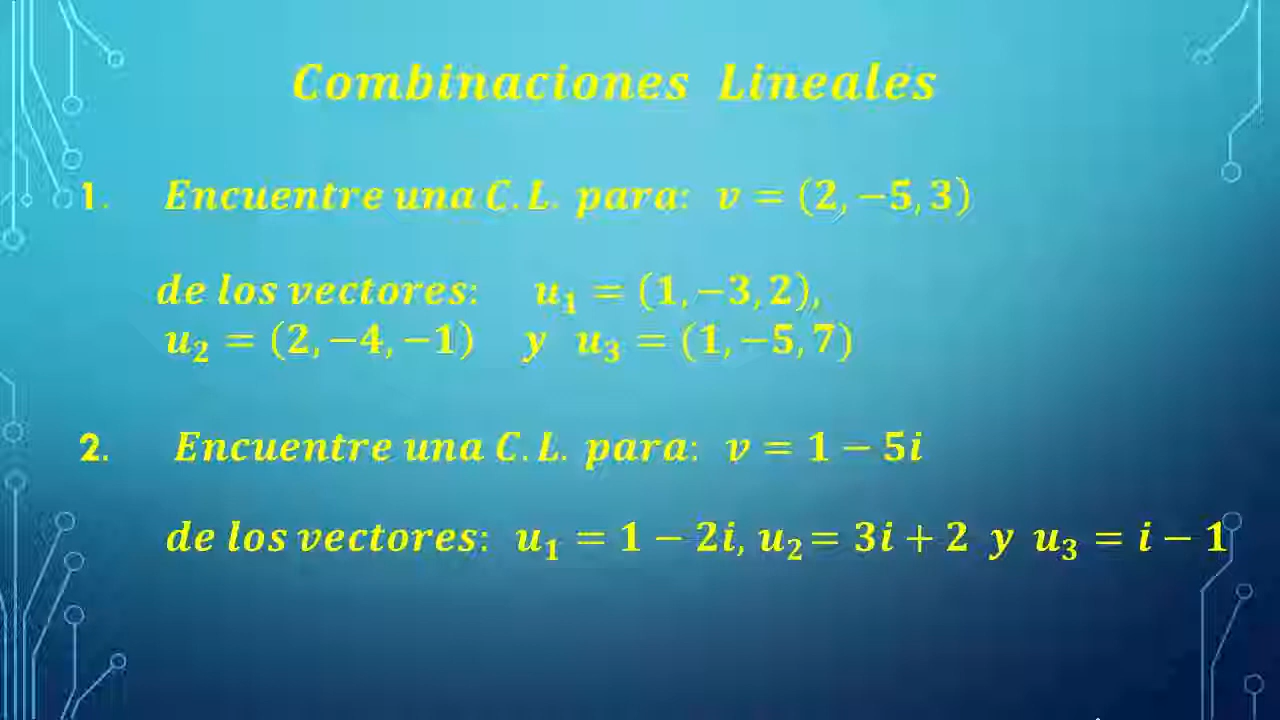 Combinaciones Lineales
1. Encuentre una C.L. para: v = (2, −5, 3)
de los vectores: u₁ = (1, −3, 2),
u₂ = (2, −4, −1) y u₃ = (1, −5, 7)
2. Encuentre una C.L. para: v = 1 − 5i
de los vectores: u₁ = 1 − 2i, u₂ = 3i + 2 y u₃ = i − 1